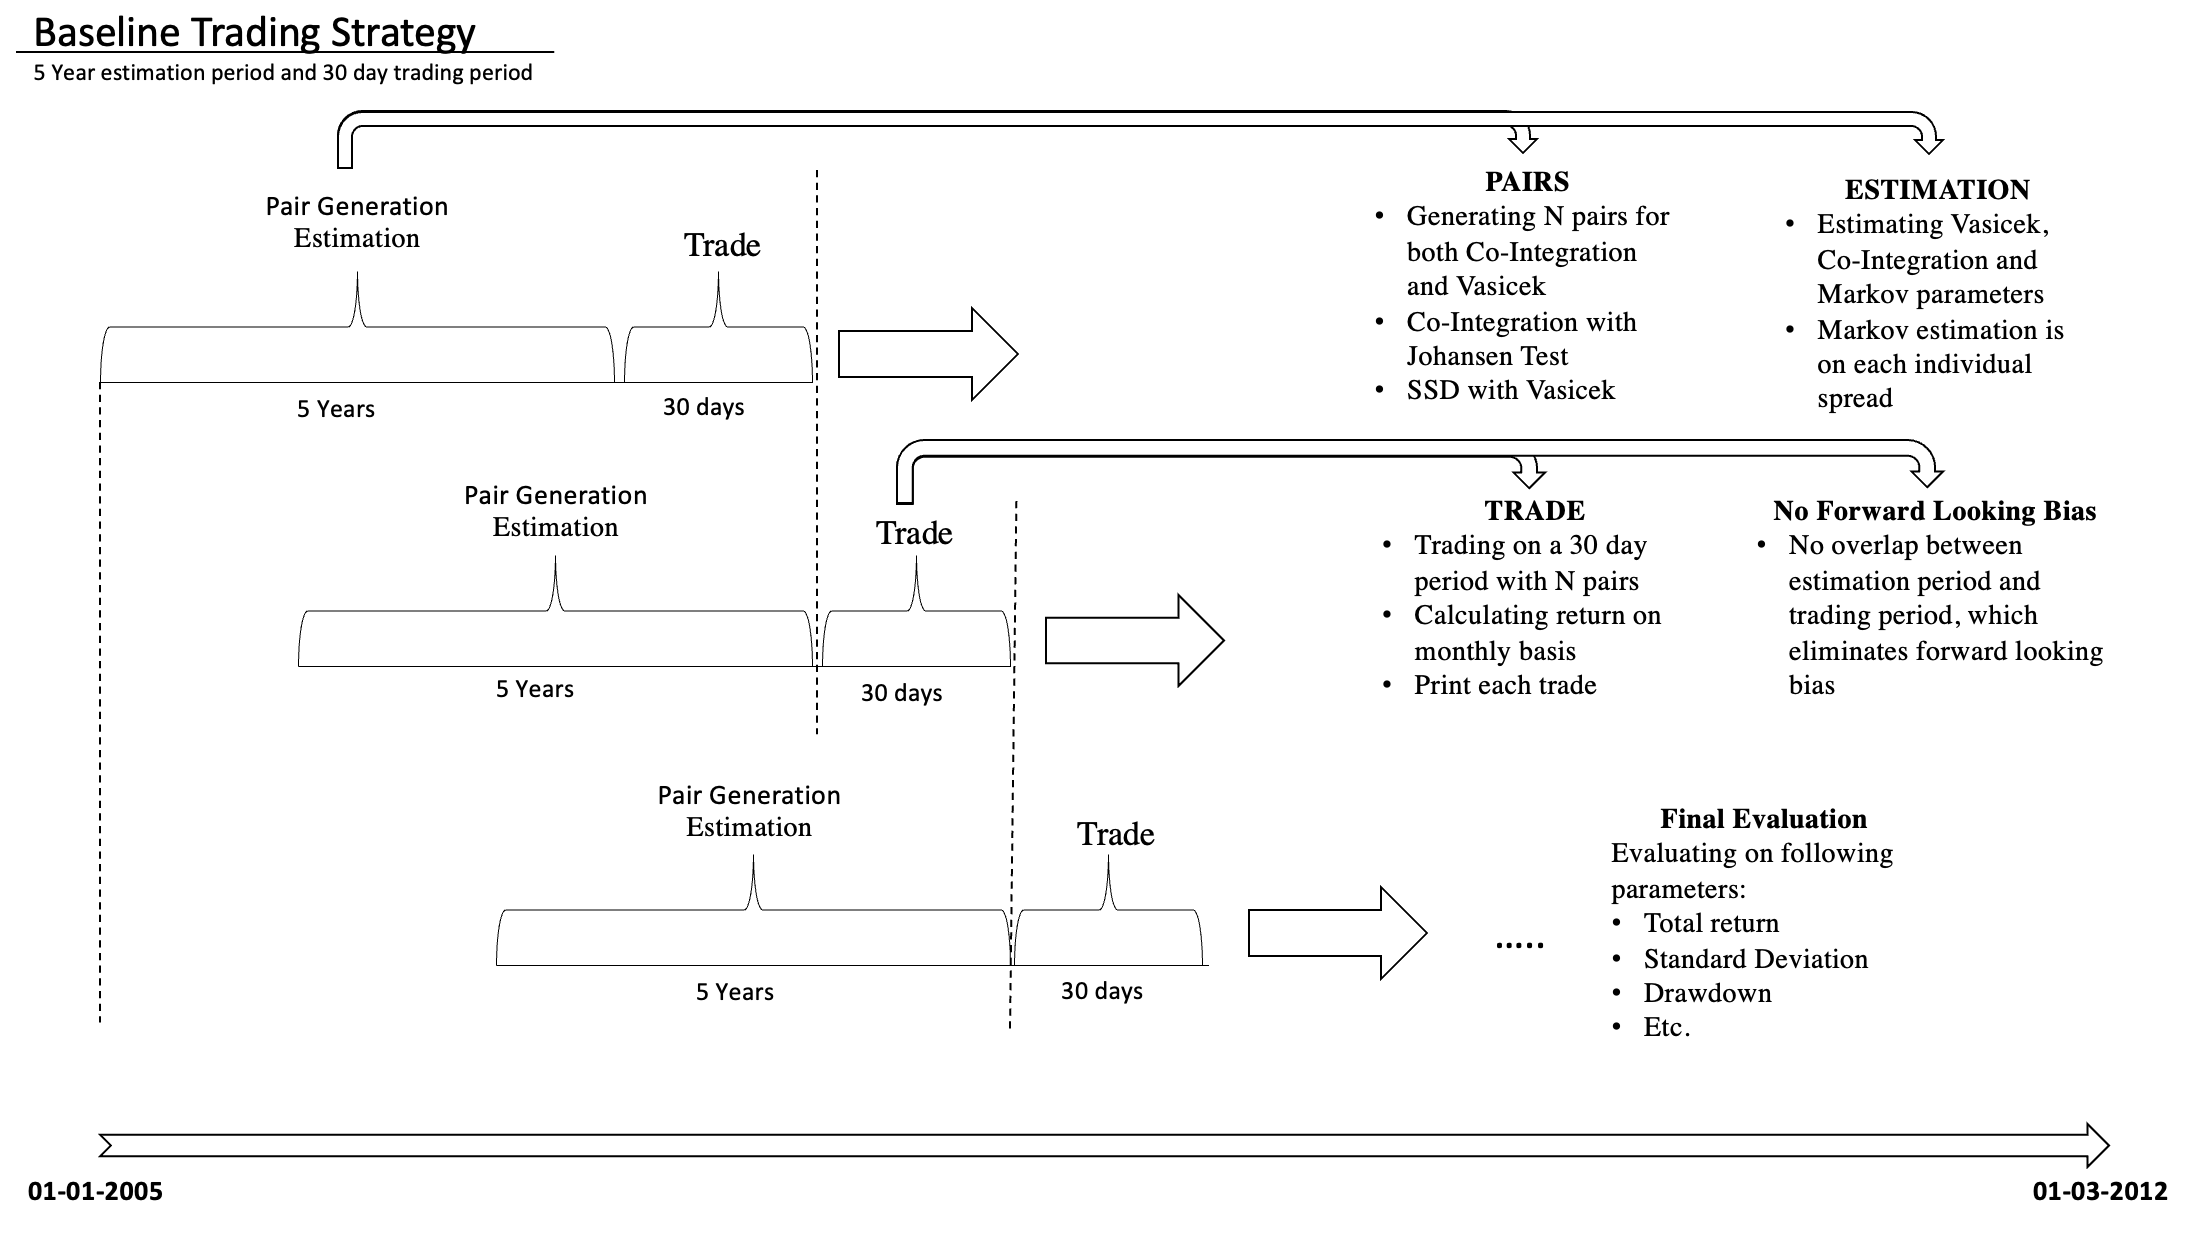 Baseline Trading Strategy
5 Year estimation period and 30 day trading period
Pair Generation
Estimation
Trade
5 Years
30 days
PAIRS
• Generating N pairs for
both Co-Integration
and Vasicek
• Co-Integration with
Johansen Test
• SSD with Vasicek
ESTIMATION
• Estimating Vasicek,
Co-Integration and
Markov parameters
• Markov estimation is
on each individual
spread
Pair Generation
Estimation
Trade
5 Years
30 days
TRADE
• Trading on a 30 day
period with N pairs
• Calculating return on
monthly basis
• Print each trade
No Forward Looking Bias
• No overlap between
estimation period and
trading period, which
eliminates forward looking
bias
Pair Generation
Estimation
Trade
5 Years
30 days
.....
Final Evaluation
Evaluating on following
parameters:
• Total return
• Standard Deviation
• Drawdown
• Etc.
01-01-2005
01-03-2012